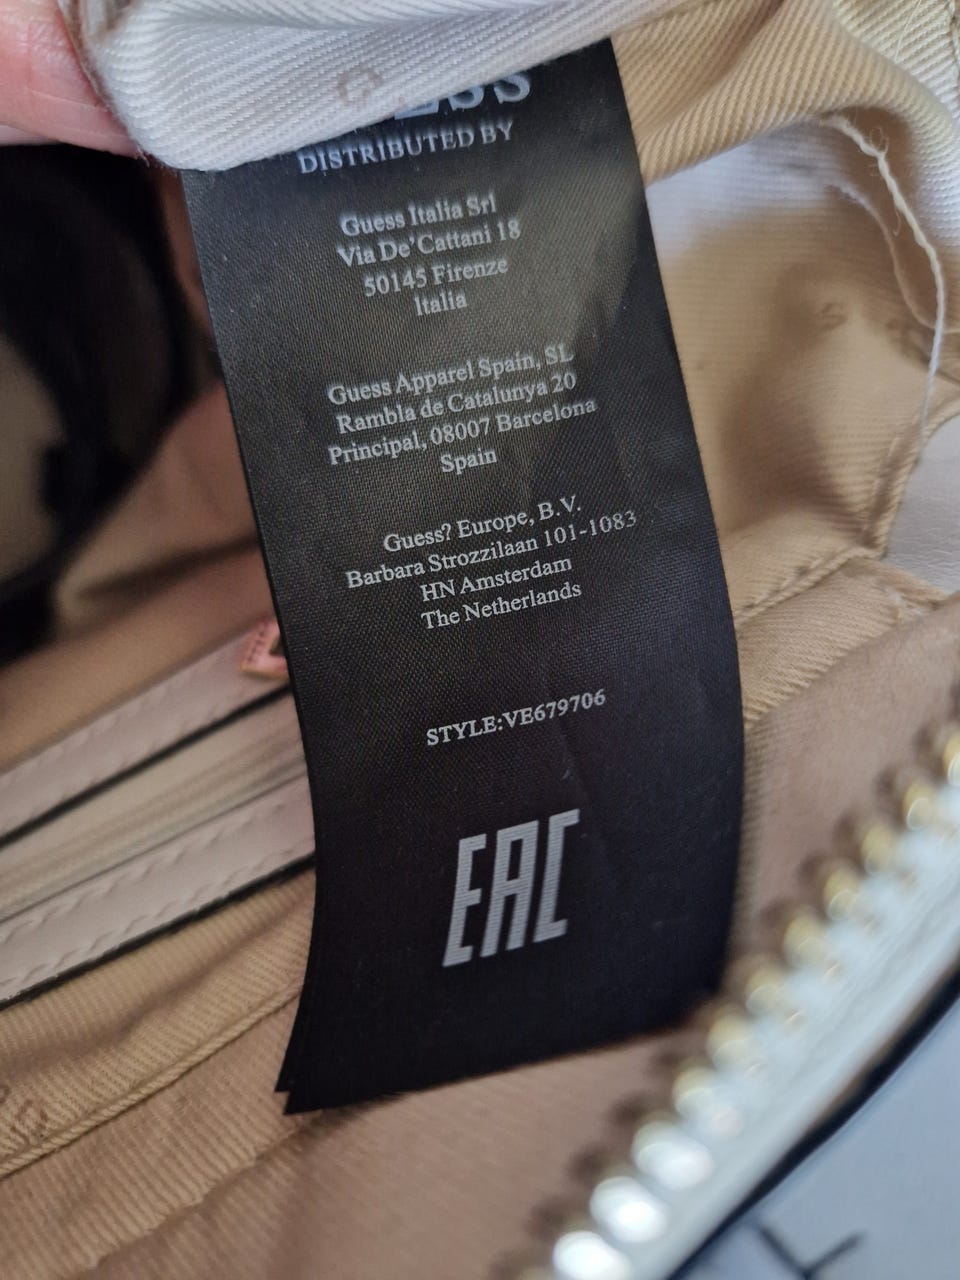 DISTRIBUTED BY
Guess Italia Srl
Via De'Cattani 18
50145 Firenze
Italia
Guess Apparel Spain, SL
Rambla de Catalunya 20
Principal, 08007 Barcelona
Spain
Guess? Europe, B.V.
Barbara Strozzilaan 101-1083
HN Amsterdam
The Netherlands
STYLE:VE679706
EAC